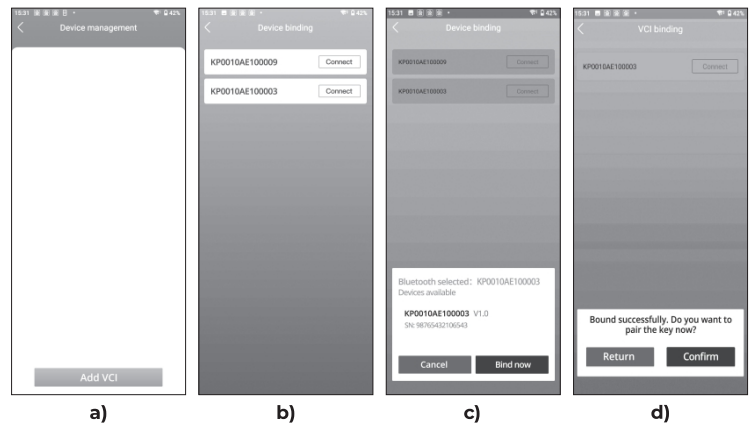 15:31
42%
Device management
Add VCI
a)
15:31
42%
Device binding
KP0010AE100009 Connect
KP0010AE100003 Connect
b)
15:31
42%
Device binding
KP0010AE100009 Connect
KP0010AE100003 Connect
Bluetooth selected: KP0010AE100003
Devices available
KP0010AE100003 V1.0
SN: 98765432106543
Cancel Bind now
c)
15:31
42%
VCI binding
KP0010AE100003 Connect
Bound successfully. Do you want to
pair the key now?
Return Confirm
d)